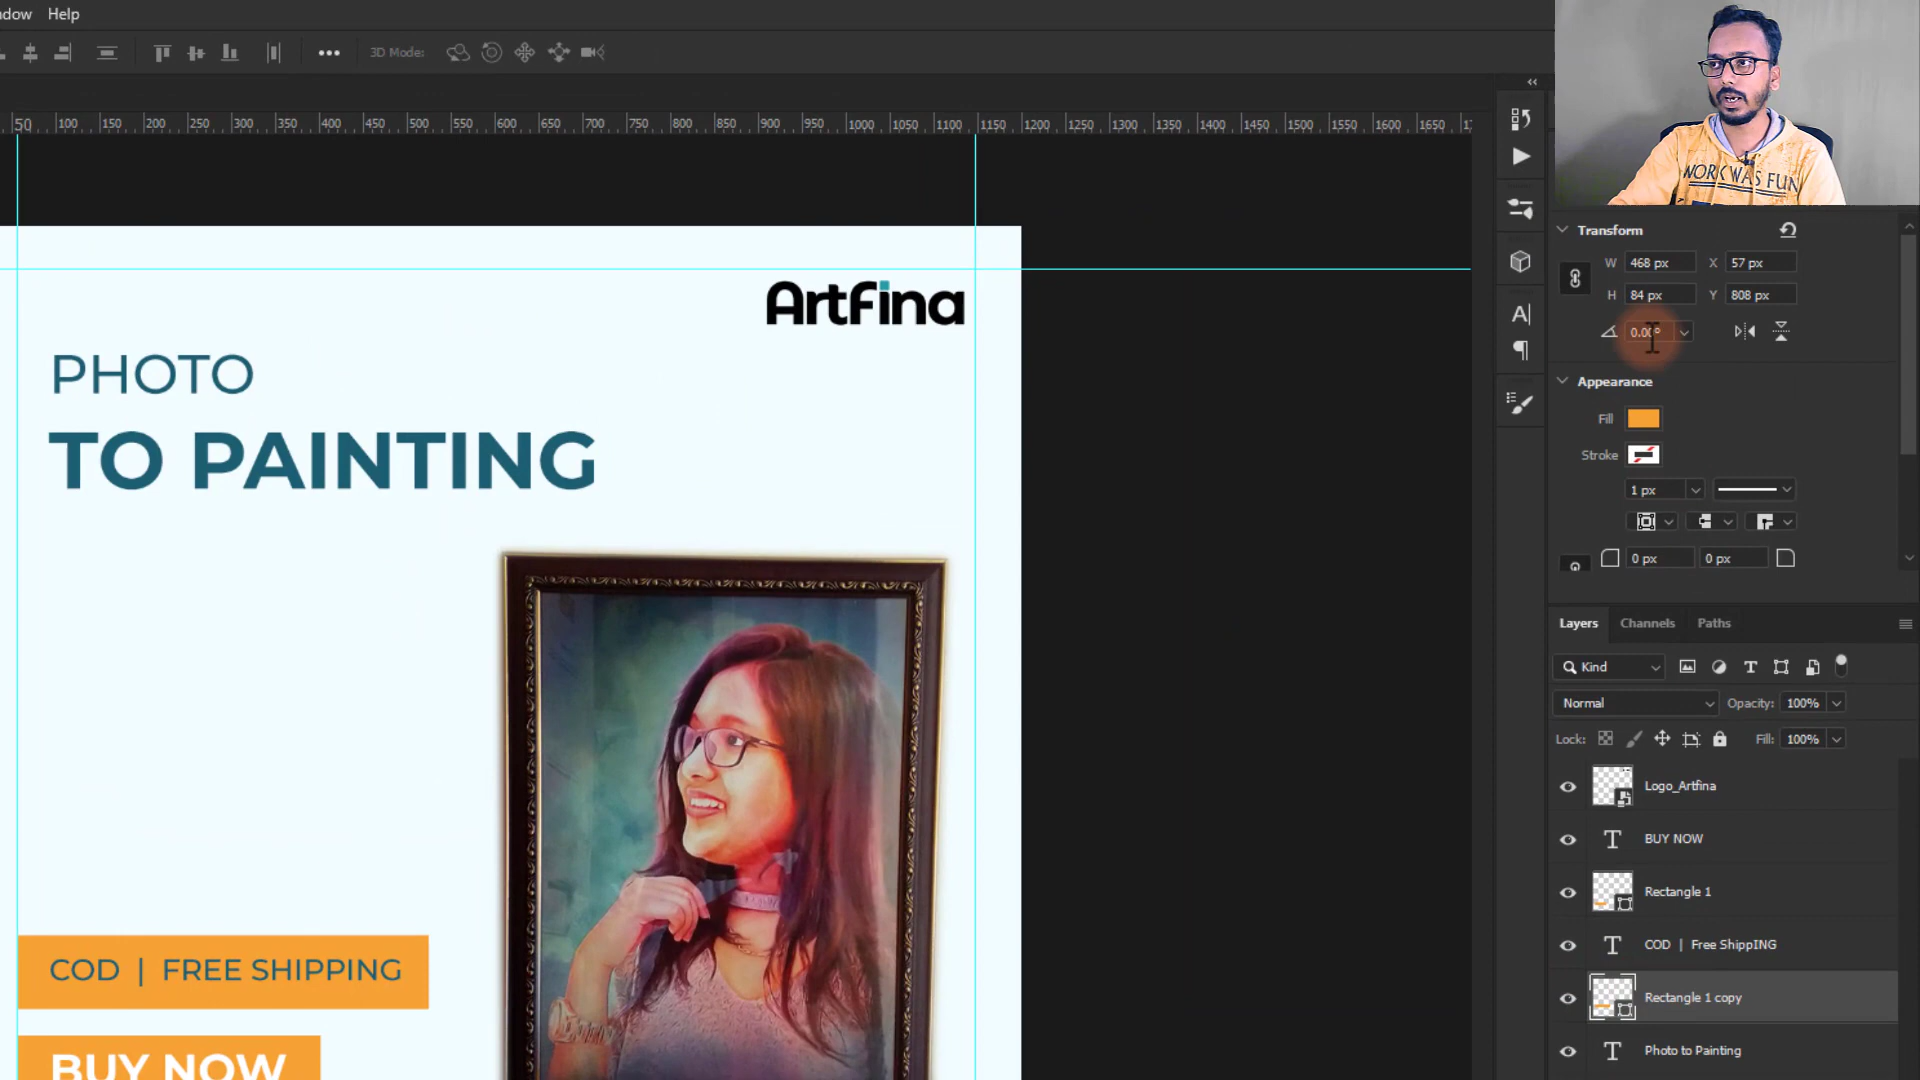 ndow Help
3D Mode:
50 100 150 200 250 300 350 400 450 500 550 600 650 700 750 800 850 900 950 1000 1050 1100 1150 1200 1250 1300 1350 1400 1450 1500 1550 1600 1650
WORK WAS FUN
Transform
W 468 px X 57 px
H 84 px Y 808 px
0.00°
Appearance
Fill
Stroke
1 px
0 px 0 px
Artfina
PHOTO
TO PAINTING
COD | FREE SHIPPING
BUY NOW
Layers Channels Paths
Kind
Normal Opacity: 100%
Lock: Fill: 100%
Logo_Artfina
BUY NOW
Rectangle 1
COD | Free ShippING
Rectangle 1 copy
Photo to Painting